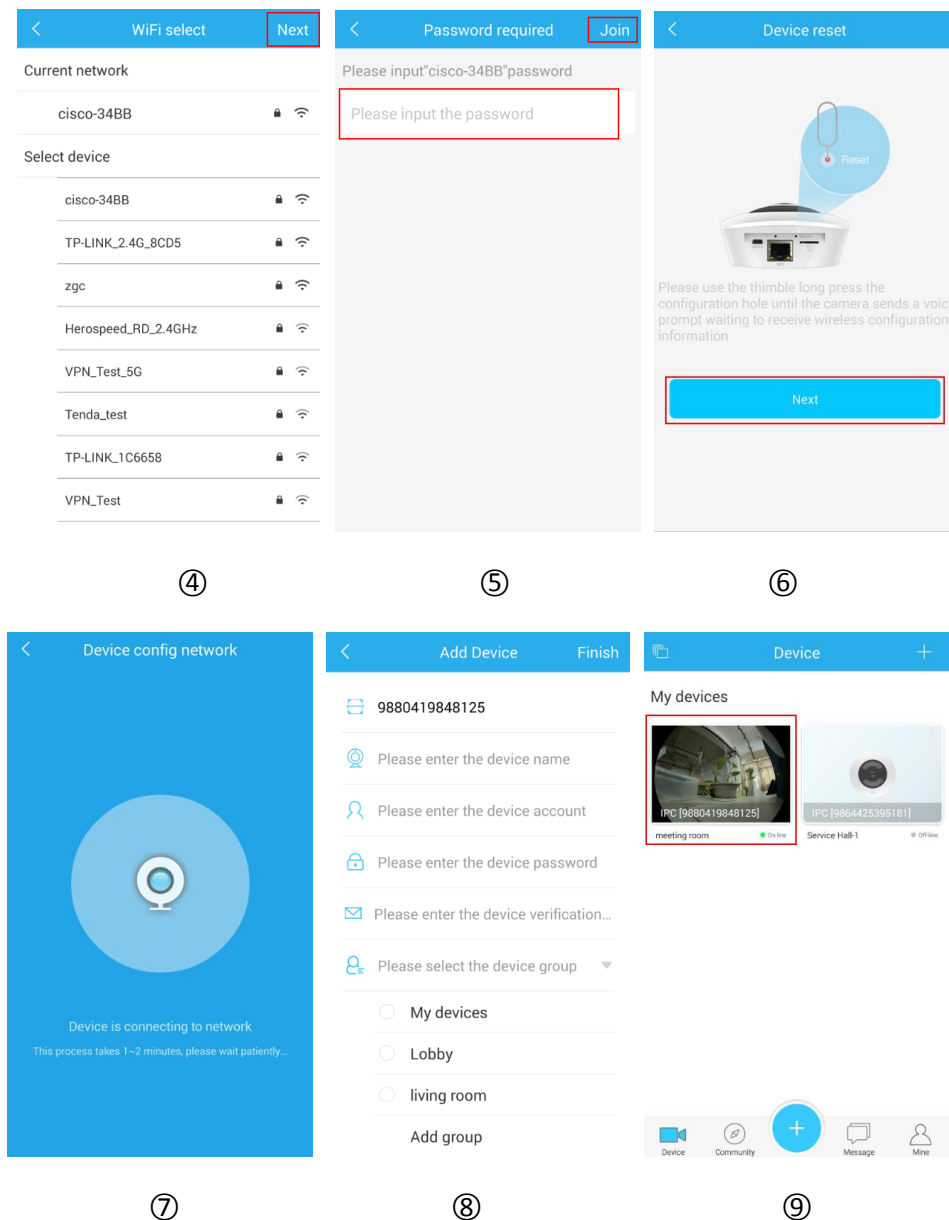 WiFi select Next
Current network
cisco-34BB
Select device
cisco-34BB
TP-LINK_2.4G_8CD5
zgc
Herospeed_RD_2.4GHz
VPN_Test_5G
Tenda_test
TP-LINK_1C6658
VPN_Test
④
Password required Join
Please input"cisco-34BB"password
Please input the password
⑤
Device reset
Reset
Please use the thimble long press the
configuration hole until the camera sends a voic
prompt waiting to receive wireless configuration
information
Next
⑥
Device config network
Device is connecting to network
This process takes 1~2 minutes, please wait patiently...
⑦
Add Device Finish
9880419848125
Please enter the device name
Please enter the device account
Please enter the device password
Please enter the device verification...
Please select the device group
My devices
Lobby
living room
Add group
⑧
Device
My devices
IPC [9880419848125]
meeting room On line
IPC [9864425395181]
Service Hall-1 Off-line
Device Community Message Mine
⑨